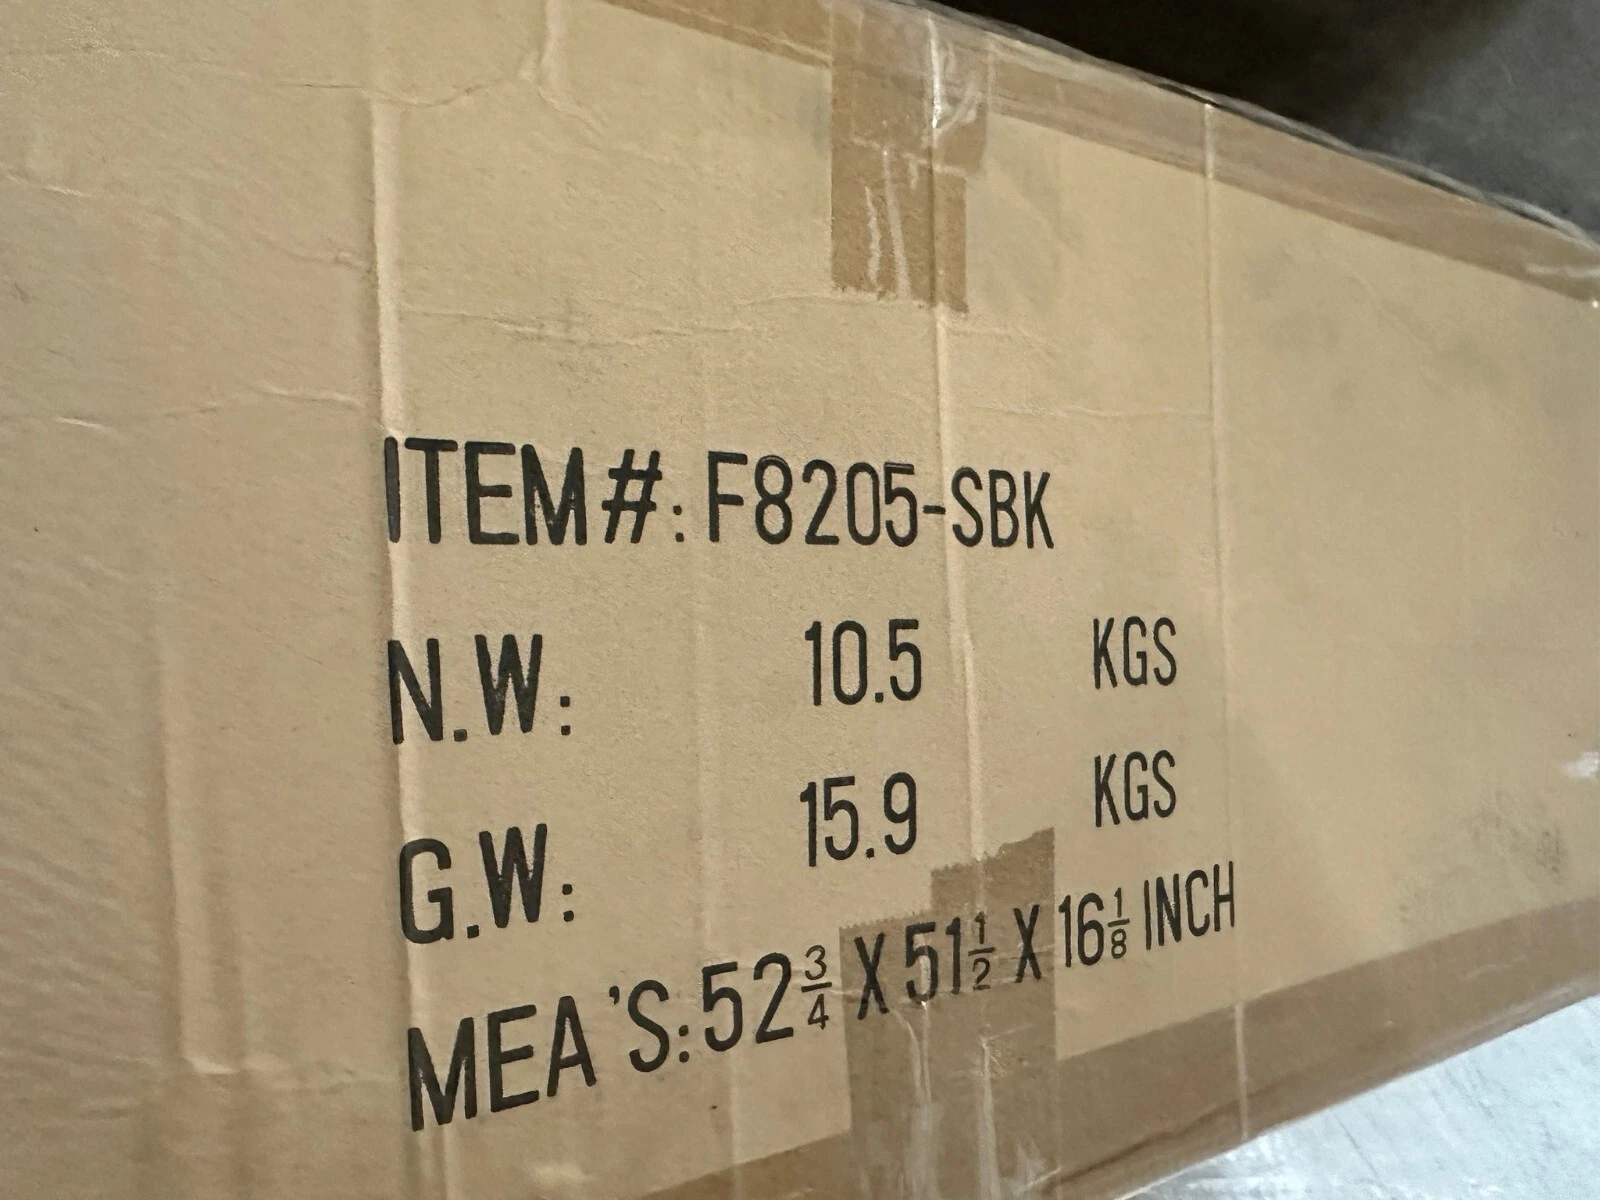 ITEM#: F8205-SBK
N.W: 10.5 KGS
G.W: 15.9 KGS
MEA'S: 52 3/4 X 51 1/2 X 16 1/8 INCH